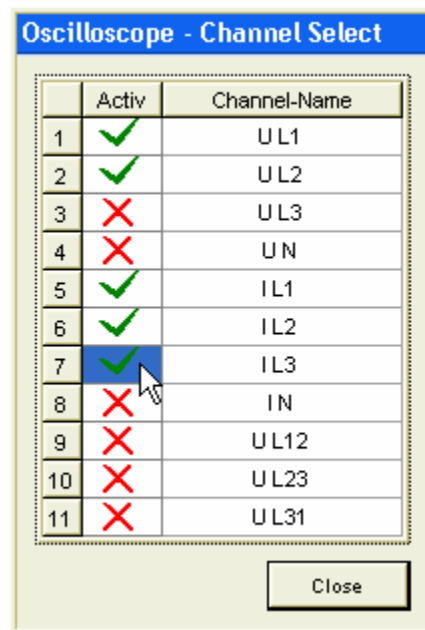 Oscilloscope - Channel Select
Activ Channel-Name
1 U L1
2 U L2
3 U L3
4 U N
5 I L1
6 I L2
7 I L3
8 I N
9 U L12
10 U L23
11 U L31
Close